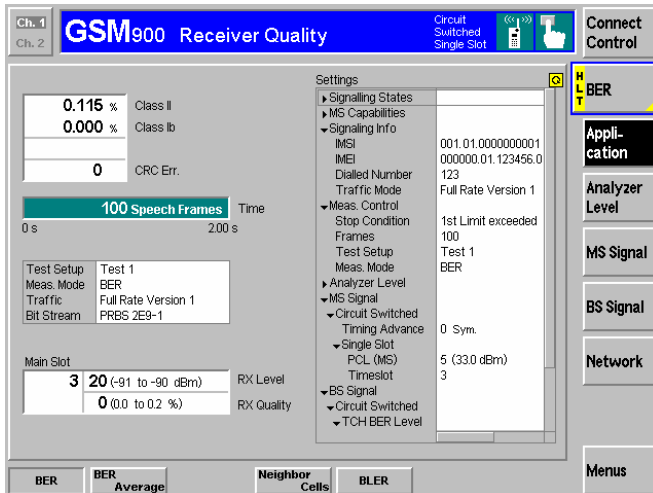 Ch. 1
Ch. 2
GSM900 Receiver Quality
Circuit
Switched
Single Slot
Connect
Control
0.115 % Class II
0.000 % Class Ib
0 CRC Err.
100 Speech Frames Time
0 s 2.00 s
Test Setup Test 1
Meas. Mode BER
Traffic Full Rate Version 1
Bit Stream PRBS 2E9-1
Main Slot
3 20 (-91 to -90 dBm) RX Level
0 (0.0 to 0.2 %) RX Quality
Settings
Signalling States
MS Capabilities
Signaling Info
IMSI 001.01.0000000001
IMEI 000000.01.123456.0
Dialled Number 123
Traffic Mode Full Rate Version 1
Meas. Control
Stop Condition 1st Limit exceeded
Frames 100
Test Setup Test 1
Meas. Mode BER
Analyzer Level
MS Signal
Circuit Switched
Timing Advance 0 Sym.
Single Slot
PCL (MS) 5 (33.0 dBm)
Timeslot 3
BS Signal
Circuit Switched
TCH BER Level
HLT
BER
Appli-
cation
Analyzer
Level
MS Signal
BS Signal
Network
Menus
BER
BER
Average
Neighbor
Cells
BLER